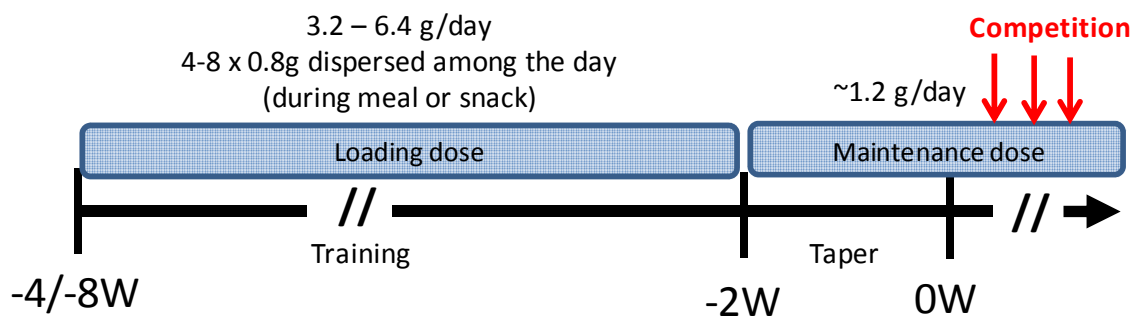 3.2 – 6.4 g/day
4-8 x 0.8g dispersed among the day
(during meal or snack)
Competition
~1.2 g/day
Loading dose
Maintenance dose
//
//
Training
Taper
-4/-8W
-2W
0W